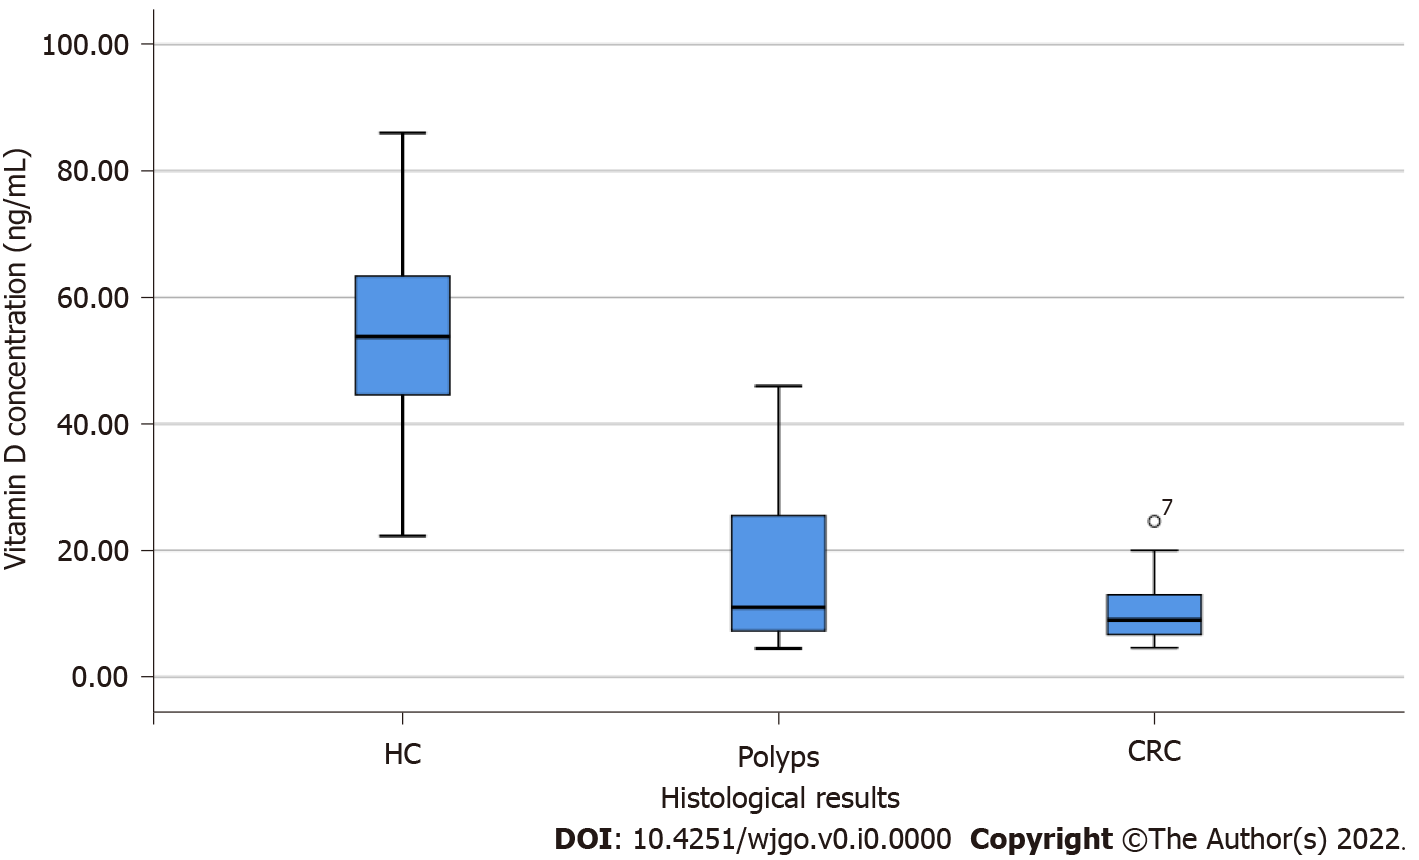 100.00
80.00
60.00
40.00
20.00
0.00
Vitamin D concentration (ng/mL)
7
HC
Polyps
CRC
Histological results
DOI: 10.4251/wjgo.v0.i0.0000 Copyright ©The Author(s) 2022.